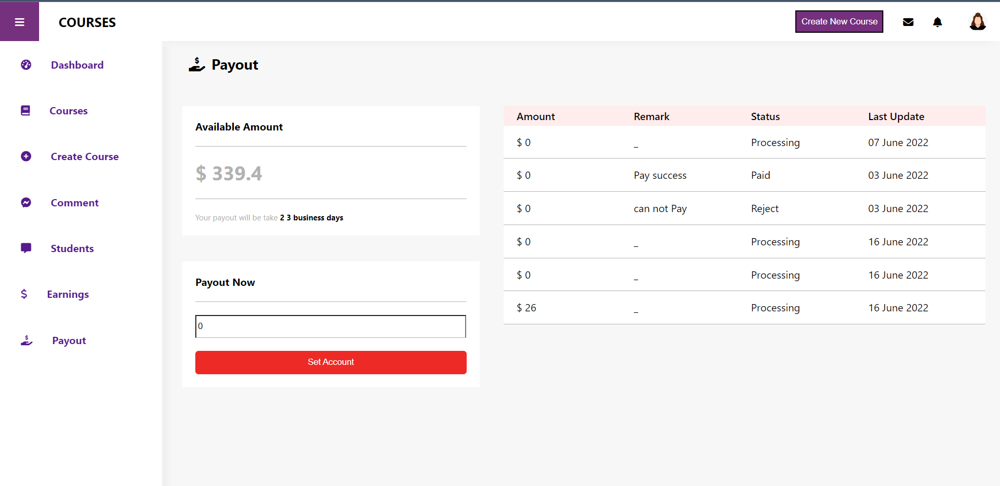 COURSES
Create New Course
Dashboard
Courses
Create Course
Comment
Students
Earnings
Payout
Payout
Available Amount
$ 339.4
Your payout will be take 2 3 business days
Payout Now
0
Set Account
Amount Remark Status Last Update
$ 0 _ Processing 07 June 2022
$ 0 Pay success Paid 03 June 2022
$ 0 can not Pay Reject 03 June 2022
$ 0 _ Processing 16 June 2022
$ 0 _ Processing 16 June 2022
$ 26 _ Processing 16 June 2022